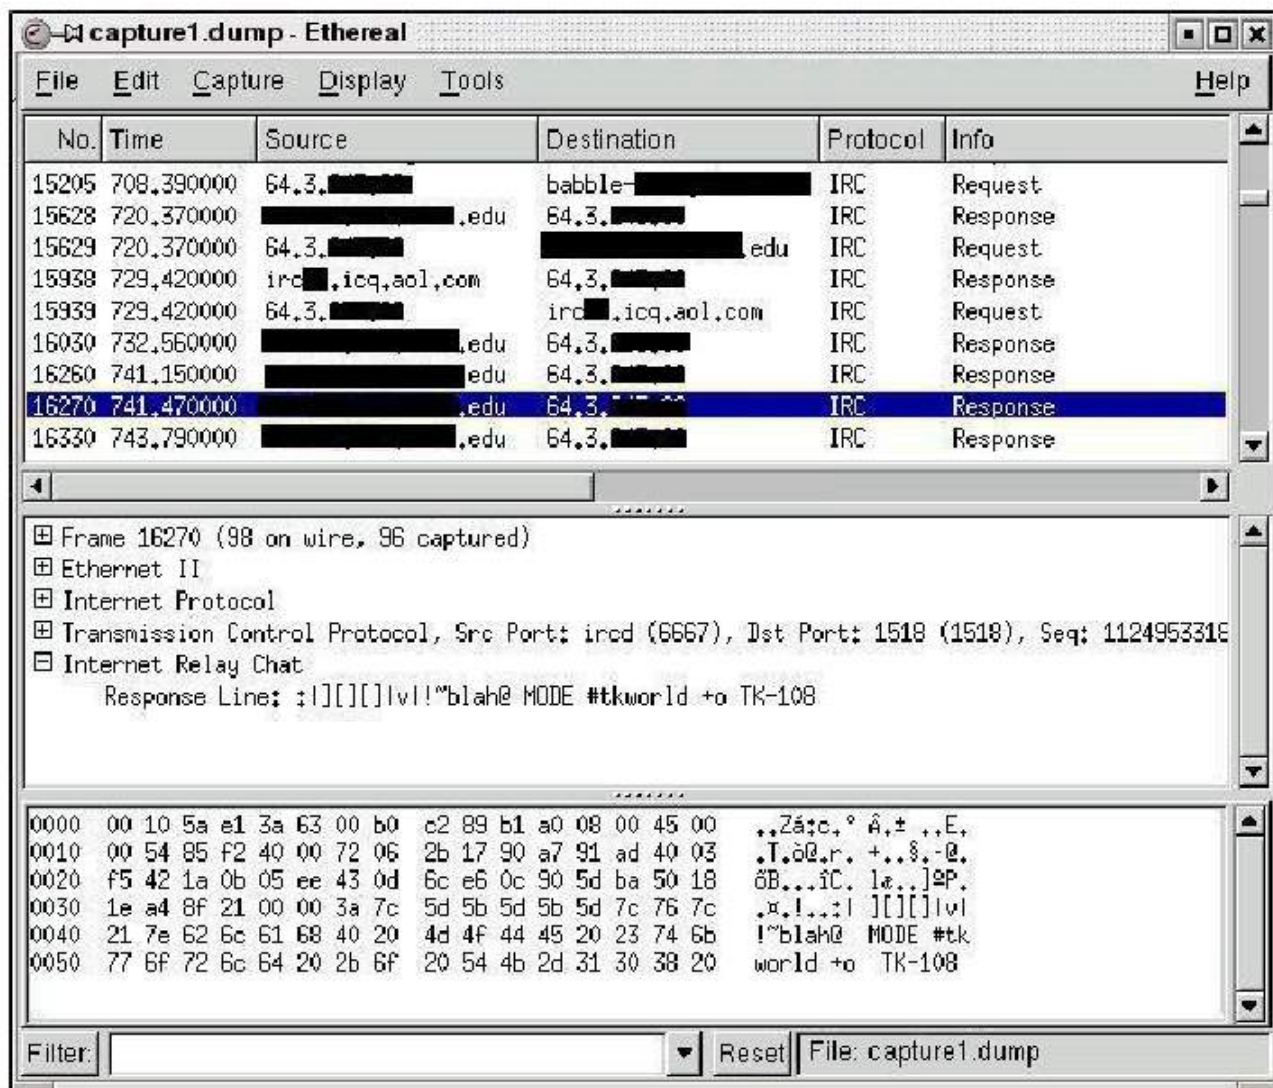 capture1.dump - Ethereal
File Edit Capture Display Tools Help
No. Time Source Destination Protocol Info
15205 708.390000 64.3. babble- IRC Request
15628 720.370000 .edu 64.3. IRC Response
15629 720.370000 64.3. .edu IRC Request
15938 729.420000 irc .icq.aol.com 64.3. IRC Response
15939 729.420000 64.3. irc .icq.aol.com IRC Request
16030 732.560000 .edu 64.3. IRC Response
16260 741.150000 edu 64.3. IRC Response
16270 741.470000 .edu 64.3. IRC Response
16330 743.790000 .edu 64.3. IRC Response
Frame 16270 (98 on wire, 96 captured)
Ethernet II
Internet Protocol
Transmission Control Protocol, Src Port: ircd (6667), Dst Port: 1518 (1518), Seq: 112495331
Internet Relay Chat
Response Line: :|][][]|v|!~blah@ MODE #tkworld +o TK-108
0000 00 10 5a e1 3a 63 00 b0 c2 89 b1 a0 08 00 45 00 ..Zá:c.° Â.± ..E.
0010 00 54 85 f2 40 00 72 06 2b 17 90 a7 91 ad 40 03 .T.ò@.r. +..§.-@.
0020 f5 42 1a 0b 05 ee 43 0d 6c e6 0c 90 5d ba 50 18 õB...îC. læ..]ºP.
0030 1e a4 8f 21 00 00 3a 7c 5d 5b 5d 5b 5d 7c 76 7c .¤.!..:| ][][]|v|
0040 21 7e 62 6c 61 68 40 20 4d 4f 44 45 20 23 74 6b !~blah@ MODE #tk
0050 77 6f 72 6c 64 20 2b 6f 20 54 4b 2d 31 30 38 20 world +o TK-108
Filter: Reset File: capture1.dump